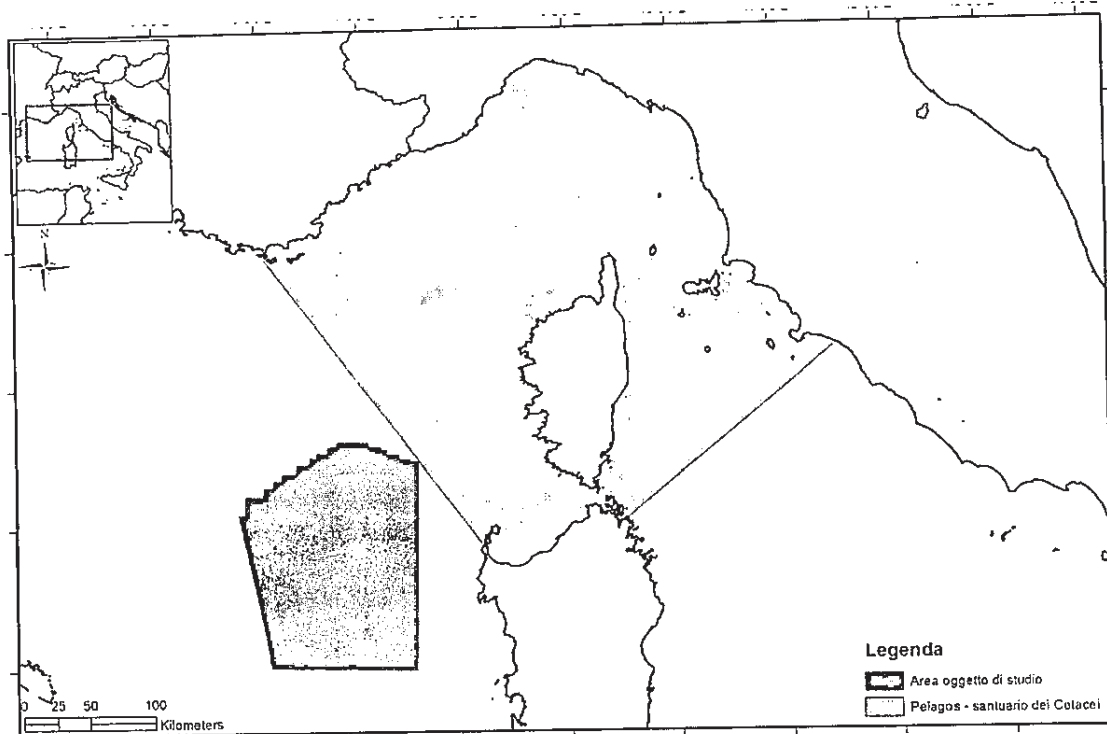 N
0 25 50 100
Kilometers
Legenda
Area oggetto di studio
Pelagos - santuario dei Cetacei